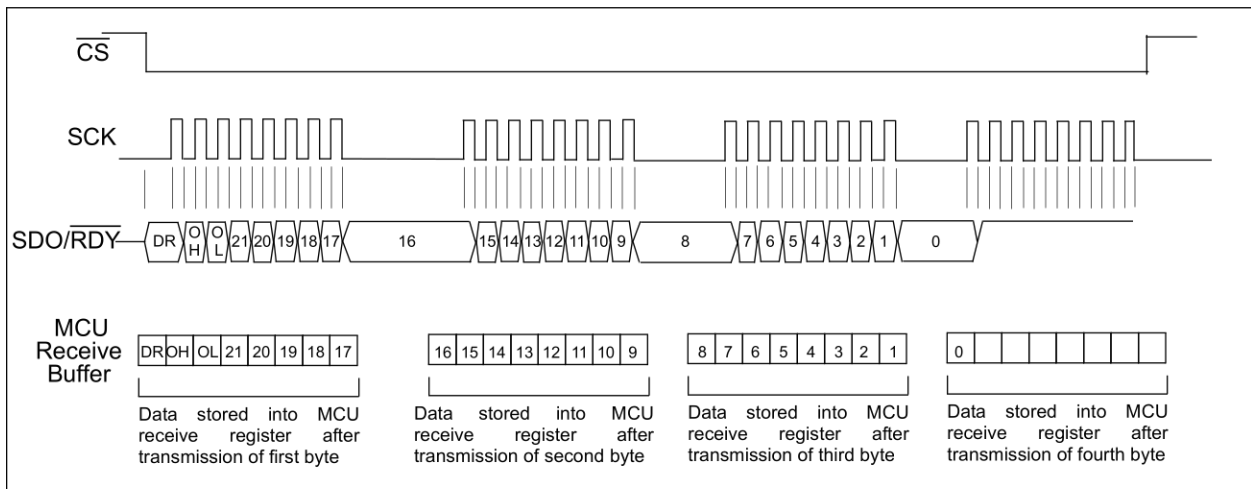 CS
SCK
SDO/RDY
DR O H O L 21 20 19 18 17 16 15 14 13 12 11 10 9 8 7 6 5 4 3 2 1 0
MCU
Receive
Buffer
DR OH OL 21 20 19 18 17
16 15 14 13 12 11 10 9
8 7 6 5 4 3 2 1
0
Data stored into MCU
receive register after
transmission of first byte
Data stored into MCU
receive register after
transmission of second byte
Data stored into MCU
receive register after
transmission of third byte
Data stored into MCU
receive register after
transmission of fourth byte